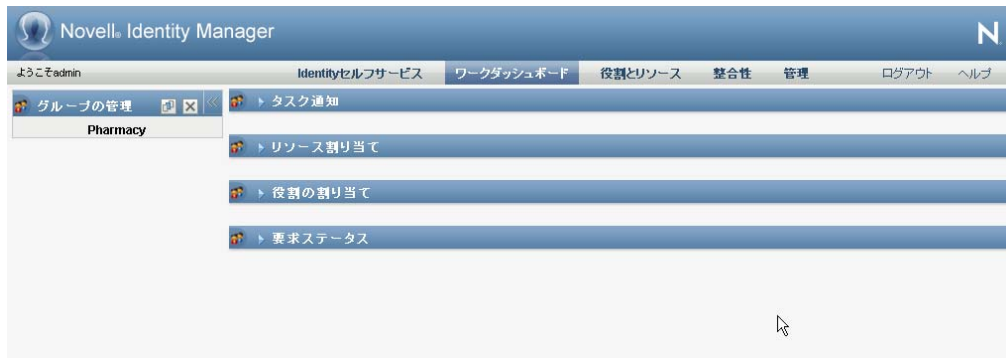 Novell® Identity Manager
N
ようこそadmin
Identityセルフサービス ワークダッシュボード 役割とリソース 整合性 管理 ログアウト ヘルプ
グループの管理
Pharmacy
タスク通知
リソース割り当て
役割の割り当て
要求ステータス